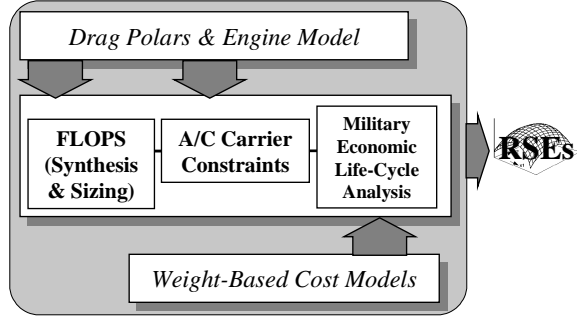 Drag Polars & Engine Model
FLOPS
(Synthesis
& Sizing)
A/C Carrier
Constraints
Military
Economic
Life-Cycle
Analysis
RSEs
Weight-Based Cost Models